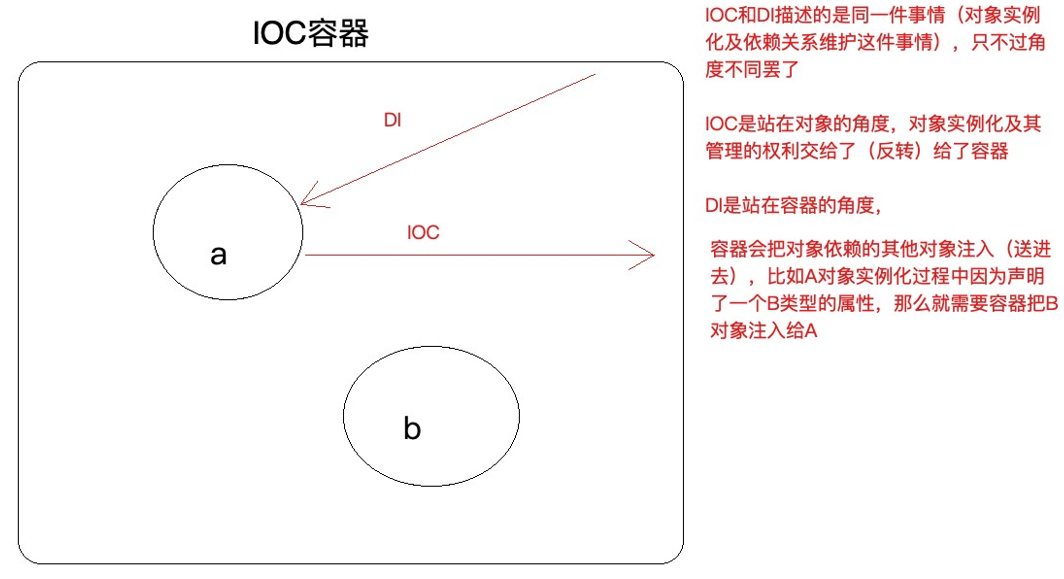 IOC容器
DI
a
IOC
b
IOC和DI描述的是同一件事情（对象实例
化及依赖关系维护这件事情），只不过角
度不同罢了
IOC是站在对象的角度，对象实例化及其
管理的权利交给了（反转）给了容器
DI是站在容器的角度，
容器会把对象依赖的其他对象注入（送进
去），比如A对象实例化过程中因为声明
了一个B类型的属性，那么就需要容器把B
对象注入给A